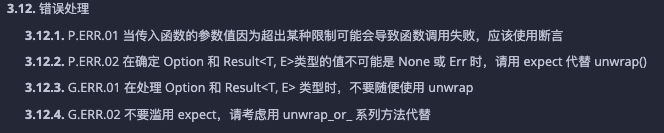 3.12. 错误处理
3.12.1. P.ERR.01 当传入函数的参数值因为超出某种限制可能会导致函数调用失败，应该使用断言
3.12.2. P.ERR.02 在确定 Option 和 Result<T, E>类型的值不可能是 None 或 Err 时，请用 expect 代替 unwrap()
3.12.3. G.ERR.01 在处理 Option 和 Result<T, E> 类型时，不要随便使用 unwrap
3.12.4. G.ERR.02 不要滥用 expect，请考虑用 unwrap_or_ 系列方法代替